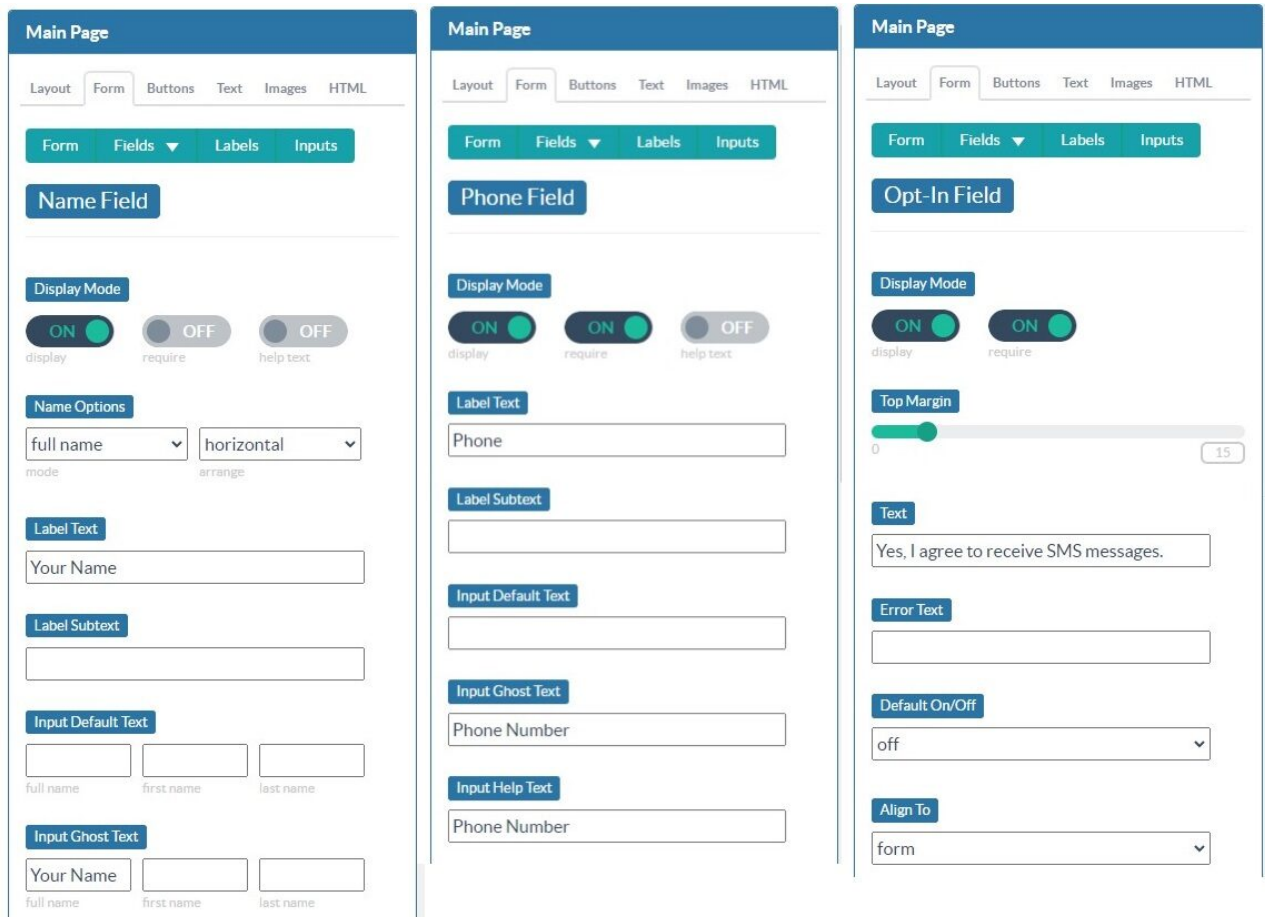 Main Page
Layout Form Buttons Text Images HTML
Form Fields Labels Inputs
Name Field
Display Mode
ON OFF OFF
display require help text
Name Options
full name horizontal
mode arrange
Label Text
Your Name
Label Subtext
Input Default Text
full name first name last name
Input Ghost Text
Your Name
full name first name last name
Main Page
Layout Form Buttons Text Images HTML
Form Fields Labels Inputs
Phone Field
Display Mode
ON ON OFF
display require help text
Label Text
Phone
Label Subtext
Input Default Text
Input Ghost Text
Phone Number
Input Help Text
Phone Number
Main Page
Layout Form Buttons Text Images HTML
Form Fields Labels Inputs
Opt-In Field
Display Mode
ON ON
display require
Top Margin
0 15
Text
Yes, I agree to receive SMS messages.
Error Text
Default On/Off
off
Align To
form